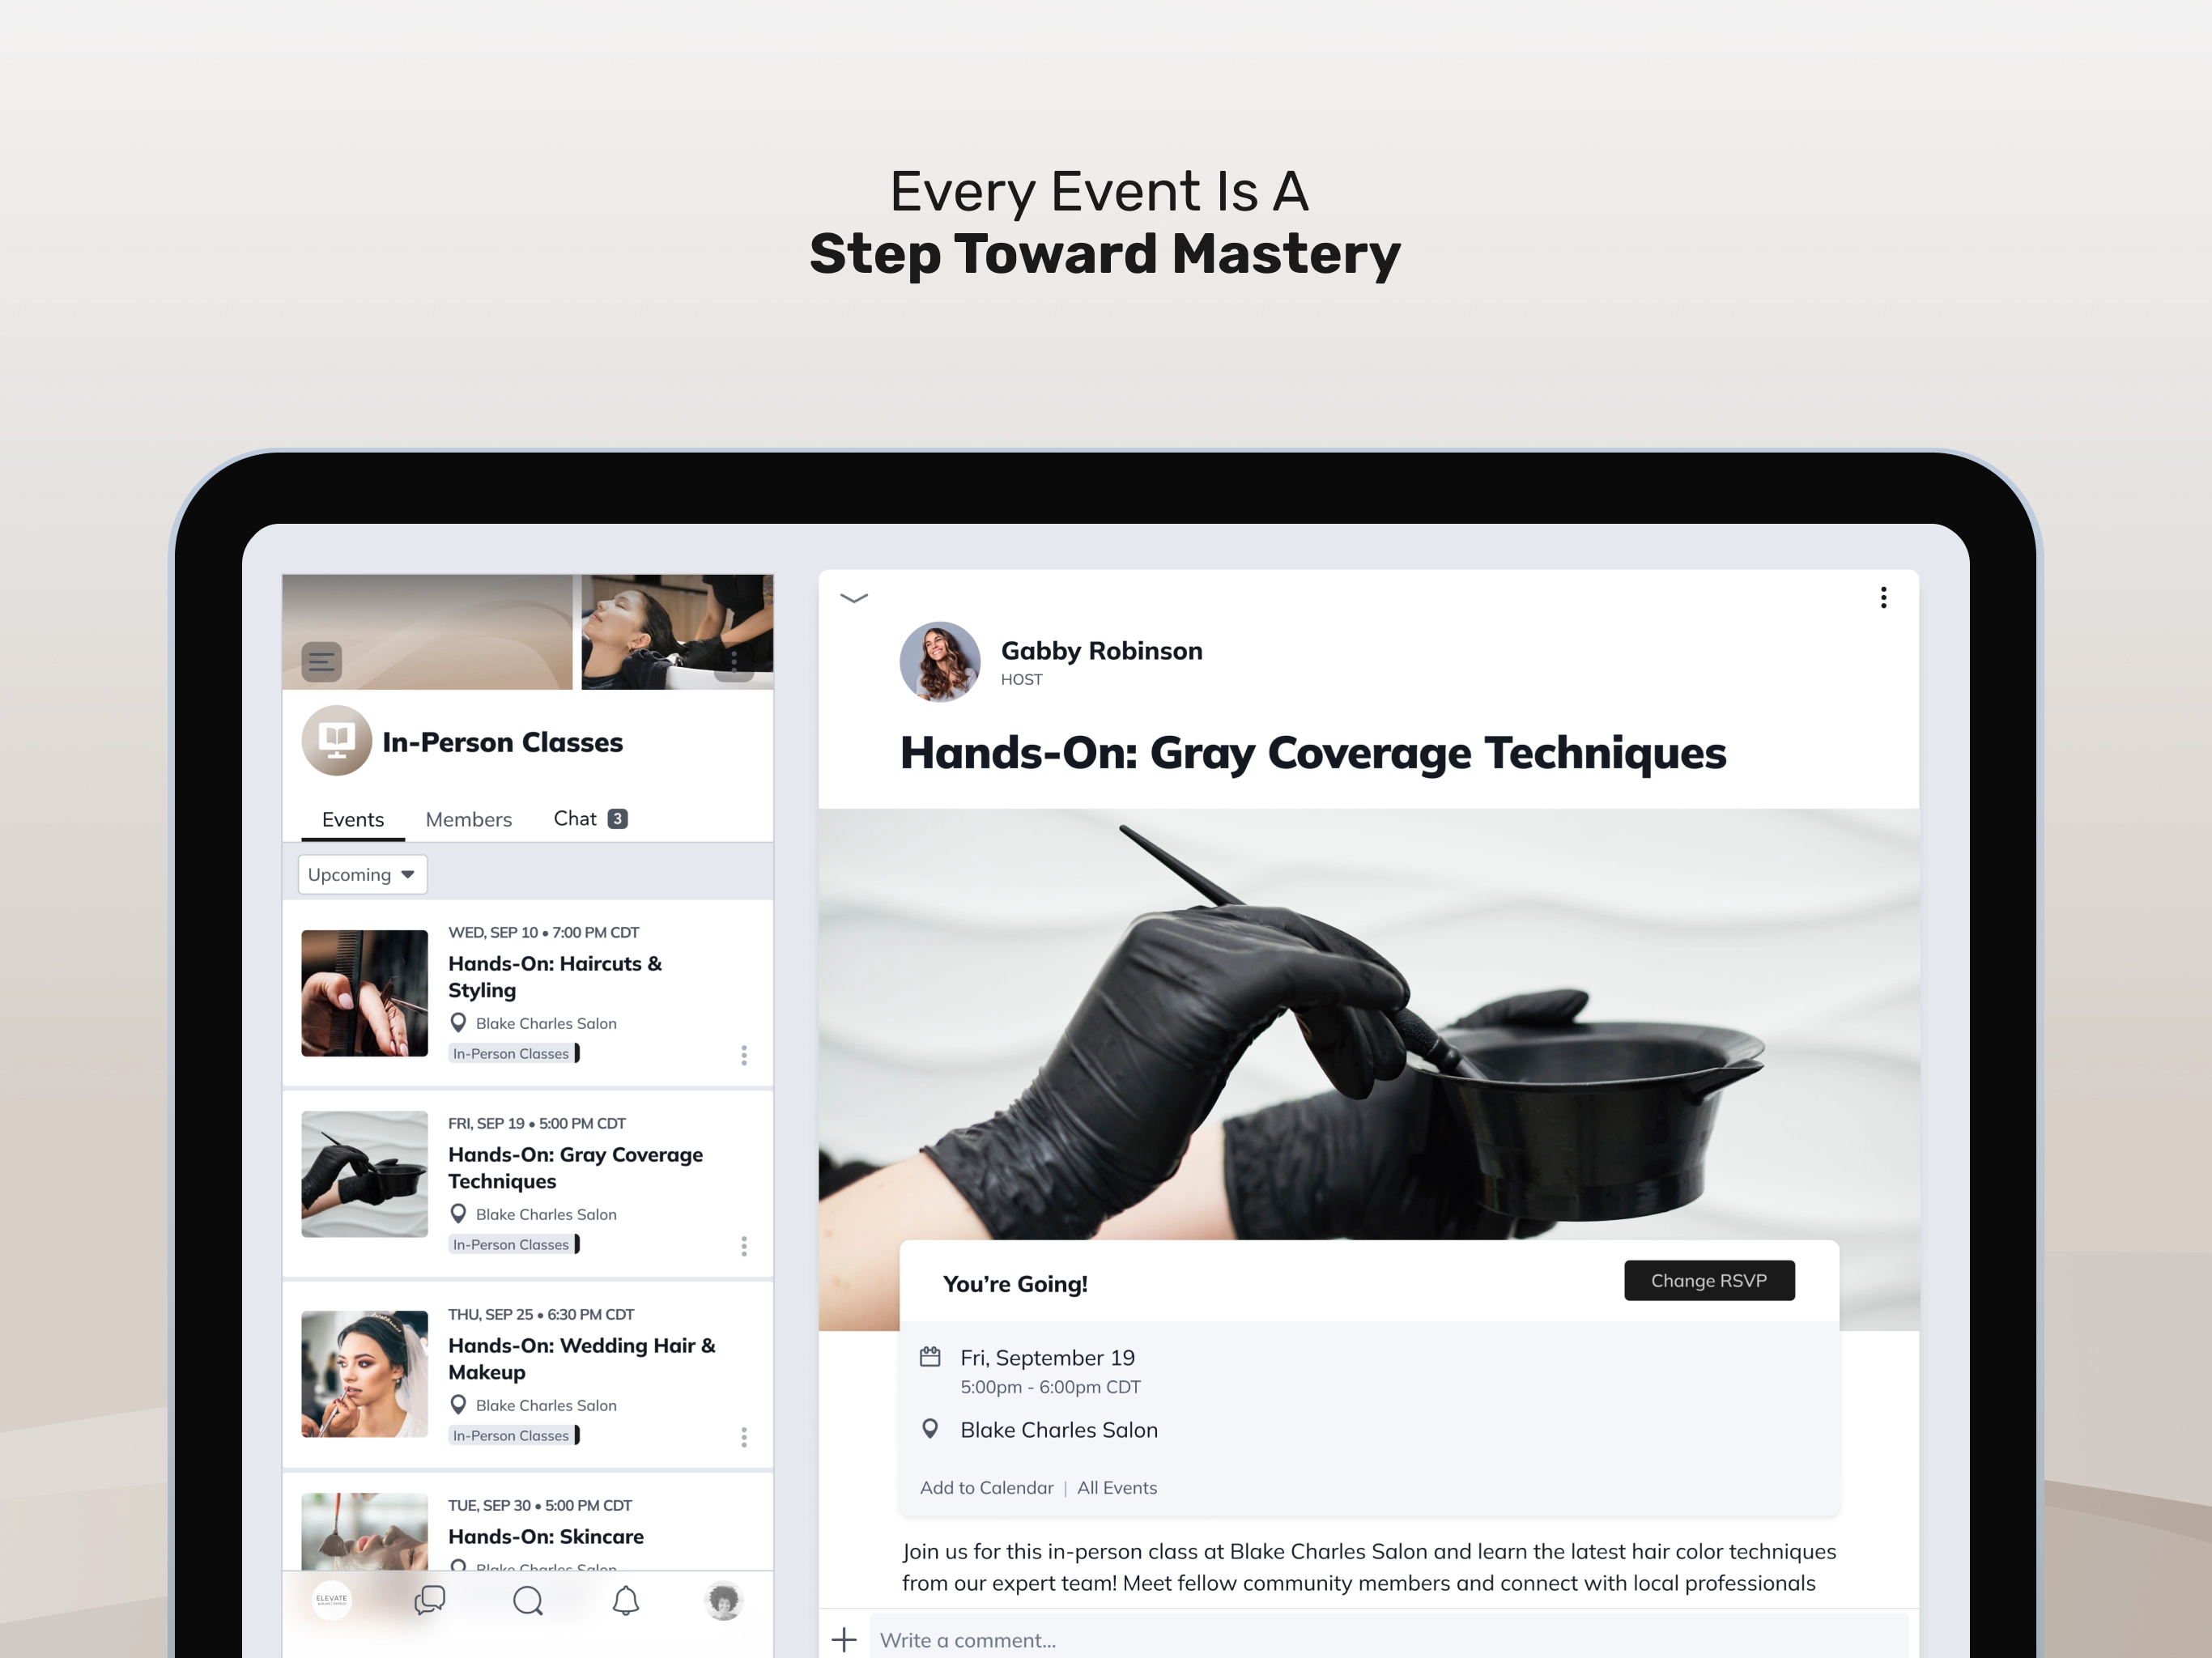 Every Event Is A
Step Toward Mastery
In-Person Classes
Events Members Chat 3
Upcoming
WED, SEP 10 • 7:00 PM CDT
Hands-On: Haircuts &
Styling
Blake Charles Salon
In-Person Classes
FRI, SEP 19 • 5:00 PM CDT
Hands-On: Gray Coverage
Techniques
Blake Charles Salon
In-Person Classes
THU, SEP 25 • 6:30 PM CDT
Hands-On: Wedding Hair &
Makeup
Blake Charles Salon
In-Person Classes
TUE, SEP 30 • 5:00 PM CDT
Hands-On: Skincare
Blake Charles Salon
ELEVATE
Gabby Robinson
HOST
Hands-On: Gray Coverage Techniques
You’re Going!
Change RSVP
Fri, September 19
5:00pm - 6:00pm CDT
Blake Charles Salon
Add to Calendar | All Events
Join us for this in-person class at Blake Charles Salon and learn the latest hair color techniques
from our expert team! Meet fellow community members and connect with local professionals
Write a comment...